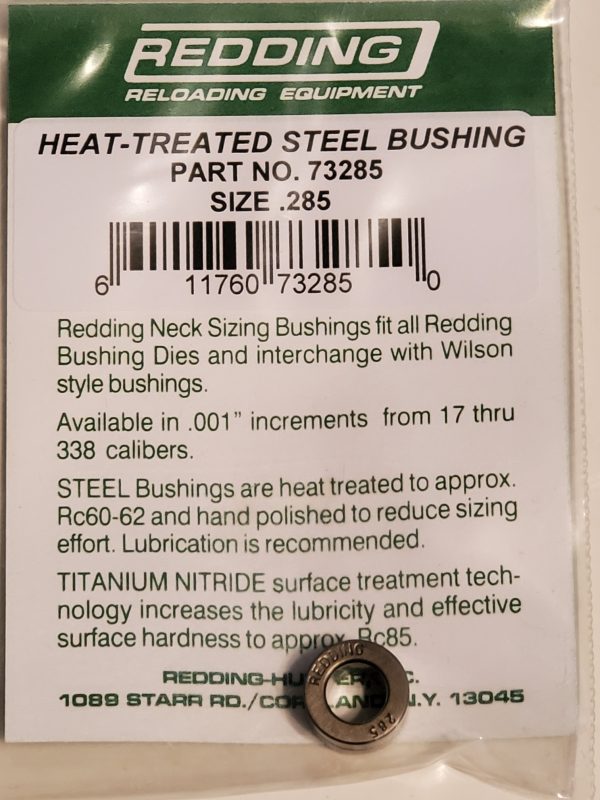 REDDING
RELOADING EQUIPMENT
HEAT-TREATED STEEL BUSHING
PART NO. 73285
SIZE .285
6 11760 73285 0
Redding Neck Sizing Bushings fit all Redding
Bushing Dies and interchange with Wilson
style bushings.
Available in .001" increments from 17 thru
338 calibers.
STEEL Bushings are heat treated to approx.
Rc60-62 and hand polished to reduce sizing
effort. Lubrication is recommended.
TITANIUM NITRIDE surface treatment tech-
nology increases the lubricity and effective
surface hardness to approx. Rc85.
REDDING
285
1089 STARR RD./ N.Y. 13045